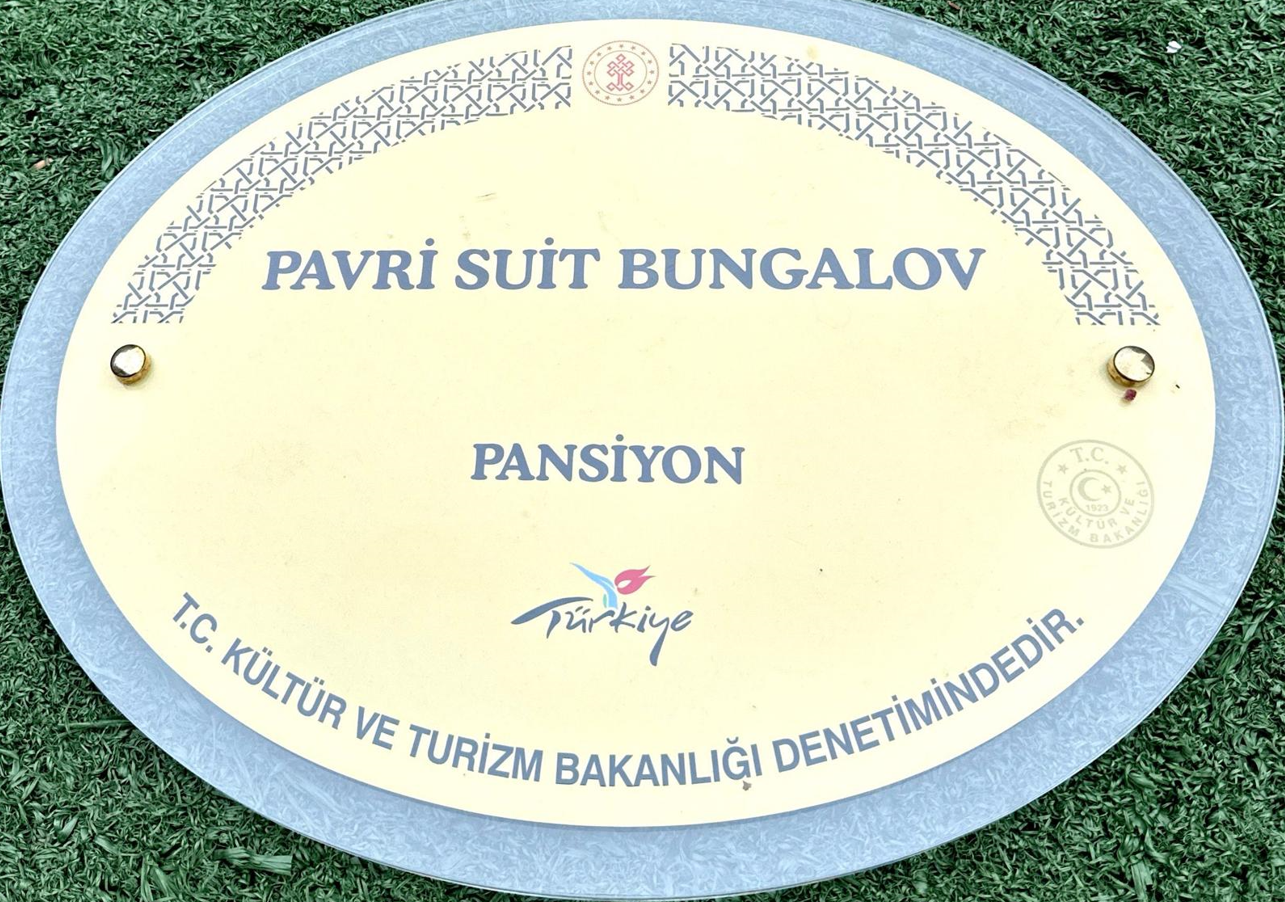 PAVRİ SUİT BUNGALOV
PANSİYON
T.C.
1923
KÜLTÜR VE
TURİZM BAKANLIĞI
Türkiye
T.C. KÜLTÜR VE TURİZM BAKANLIĞI DENETİMİNDEDİR.